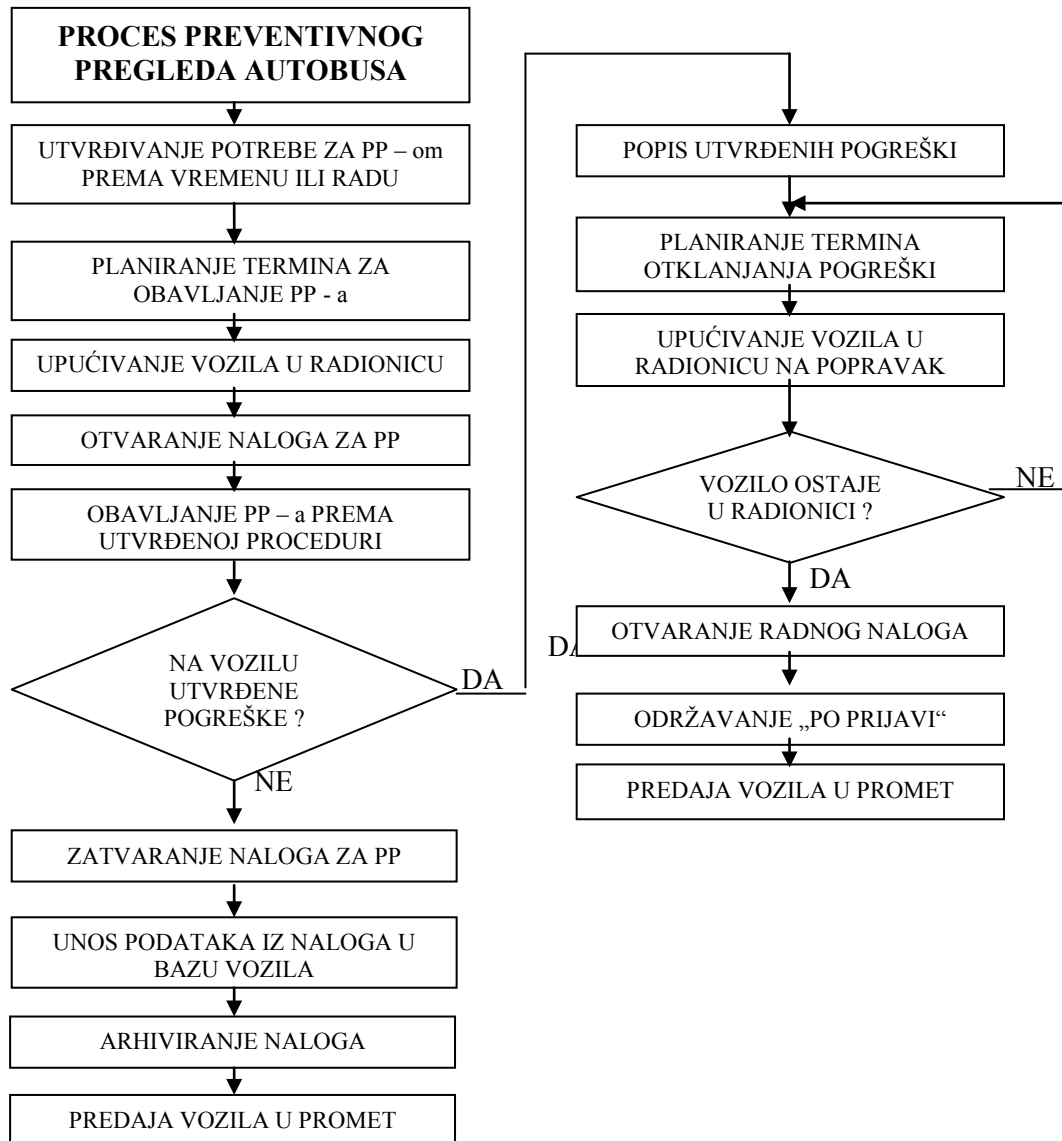 PROCES PREVENTIVNOG
PREGLEDA AUTOBUSA
UTVRĐIVANJE POTREBE ZA PP – om
PREMA VREMENU ILI RADU
PLANIRANJE TERMINA ZA
OBAVLJANJE PP - a
UPUĆIVANJE VOZILA U RADIONICU
OTVARANJE NALOGA ZA PP
OBAVLJANJE PP – a PREMA
UTVRĐENOJ PROCEDURI
NA VOZILU
UTVRĐENE
POGREŠKE ?
DA
NE
ZATVARANJE NALOGA ZA PP
UNOS PODATAKA IZ NALOGA U
BAZU VOZILA
ARHIVIRANJE NALOGA
PREDAJA VOZILA U PROMET
POPIS UTVRĐENIH POGREŠKI
PLANIRANJE TERMINA
OTKLANJANJA POGREŠKI
UPUĆIVANJE VOZILA U
RADIONICU NA POPRAVAK
VOZILO OSTAJE
U RADIONICI ?
NE
DA
OTVARANJE RADNOG NALOGA
DA
ODRŽAVANJE „PO PRIJAVI“
PREDAJA VOZILA U PROMET